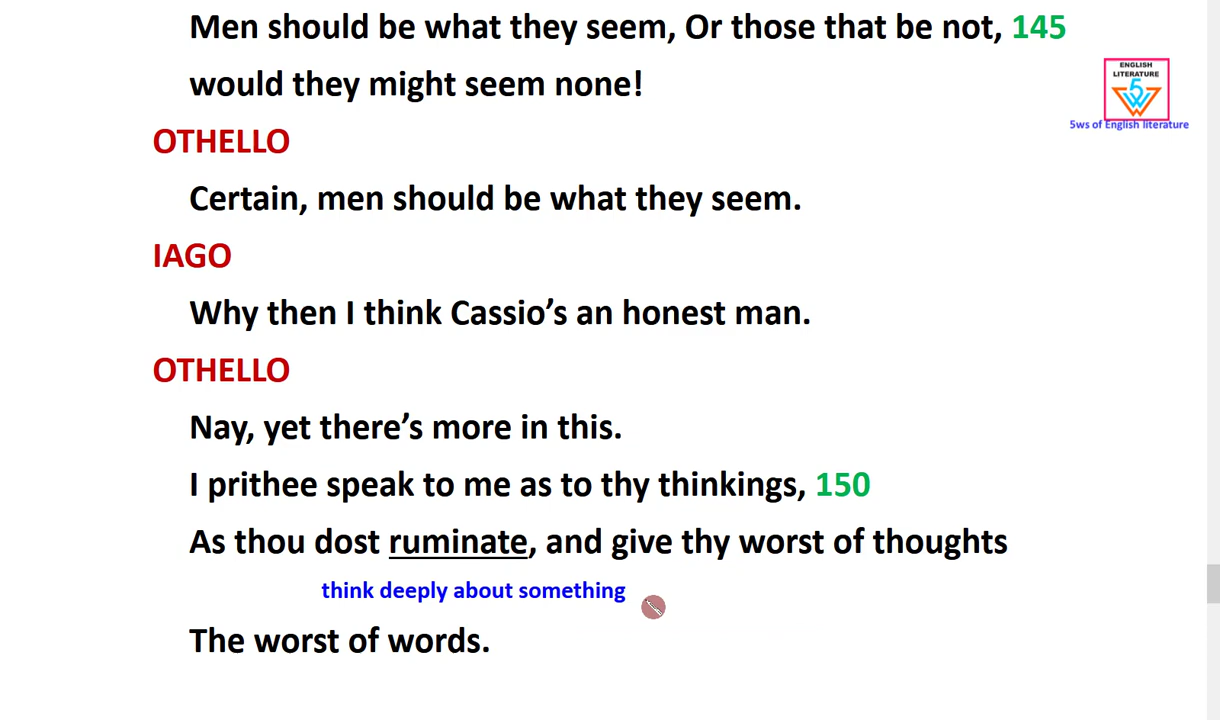 Men should be what they seem, Or those that be not, 145
would they might seem none!
ENGLISH
LITERATURE
5
W
5ws of English literature
OTHELLO
Certain, men should be what they seem.
IAGO
Why then I think Cassio’s an honest man.
OTHELLO
Nay, yet there’s more in this.
I prithee speak to me as to thy thinkings, 150
As thou dost ruminate, and give thy worst of thoughts
think deeply about something
The worst of words.